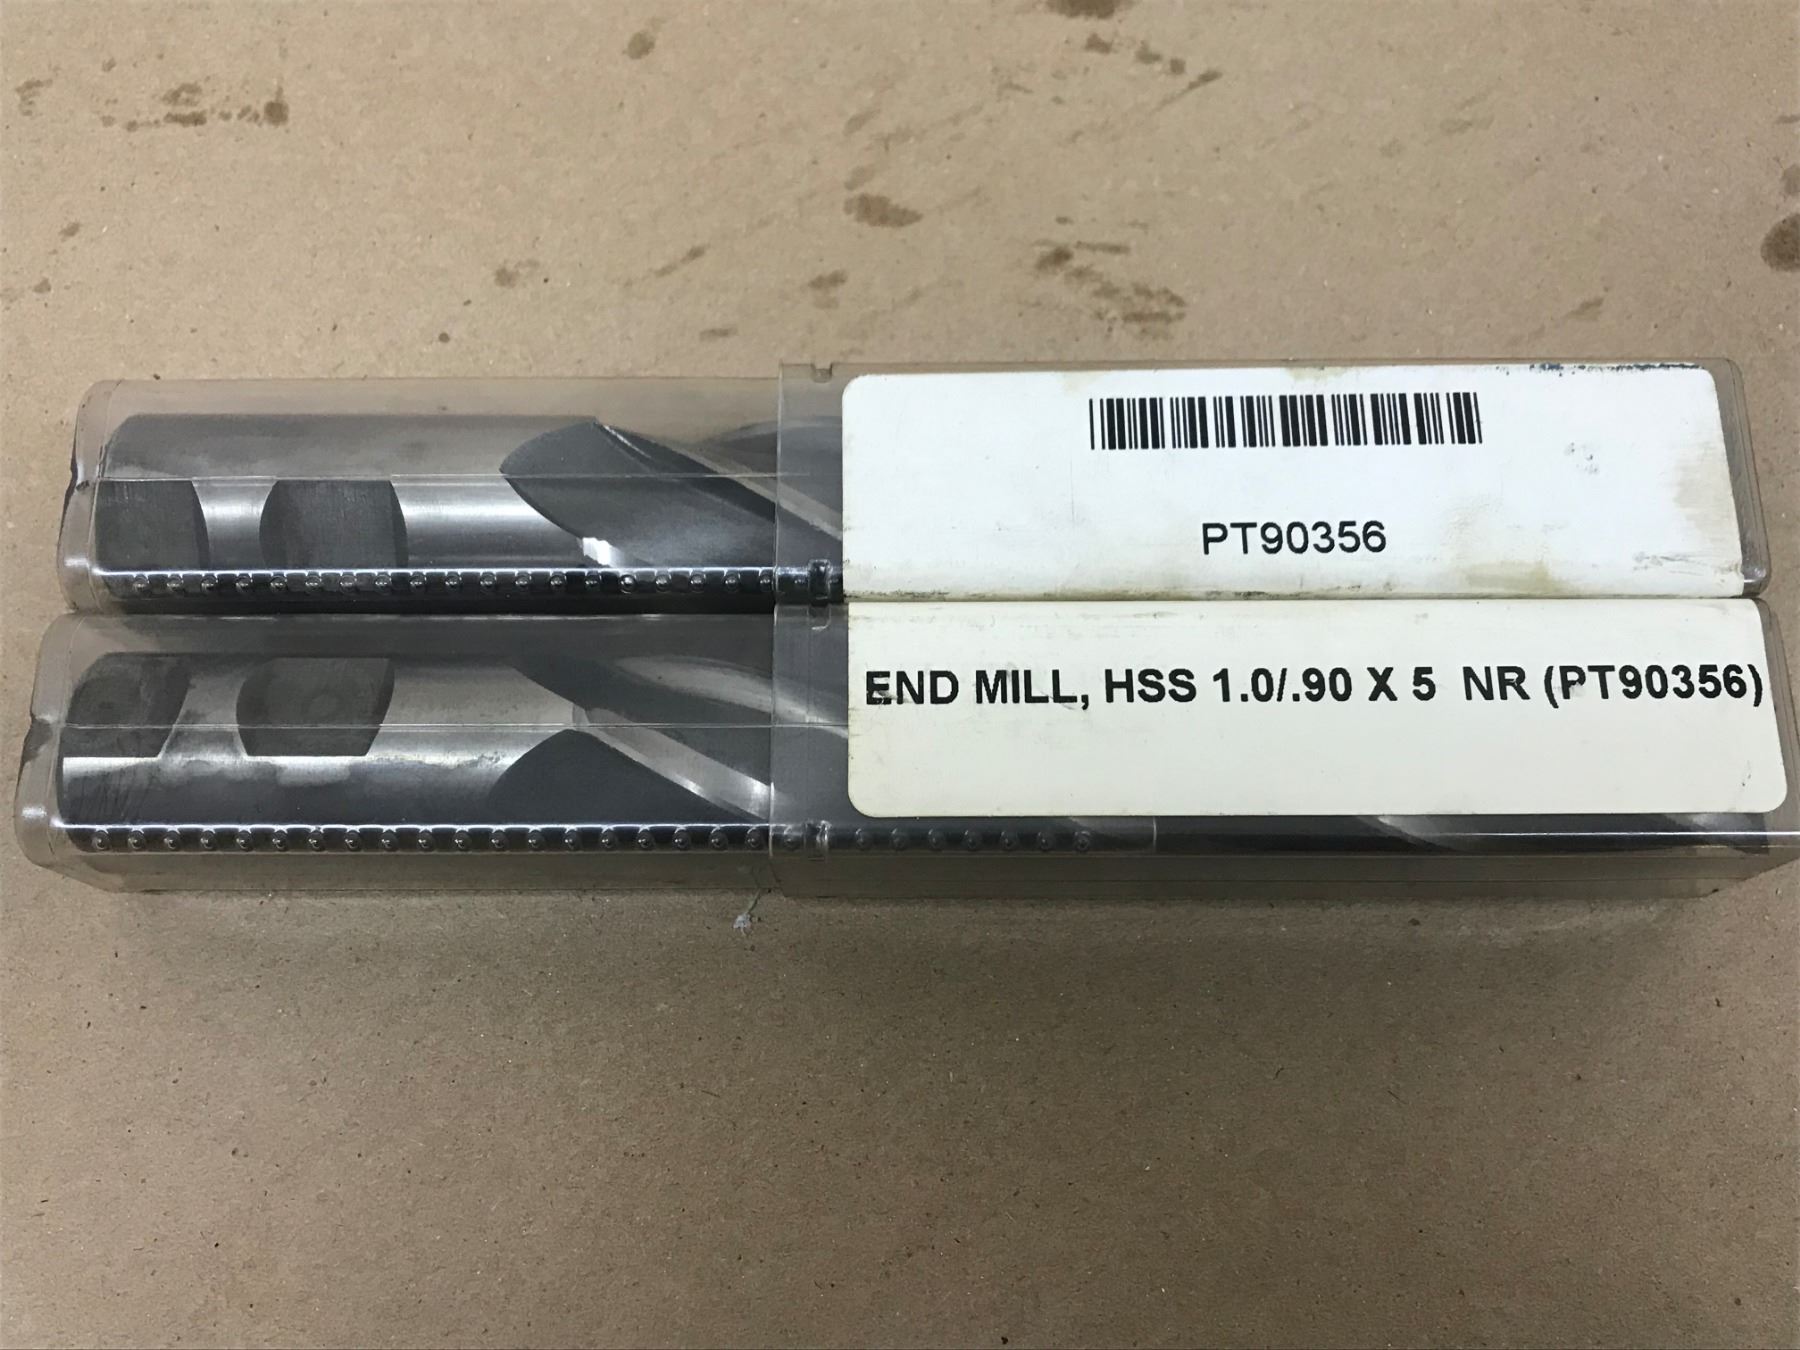 PT90356
END MILL, HSS 1.0/.90 X 5 NR (PT90356)